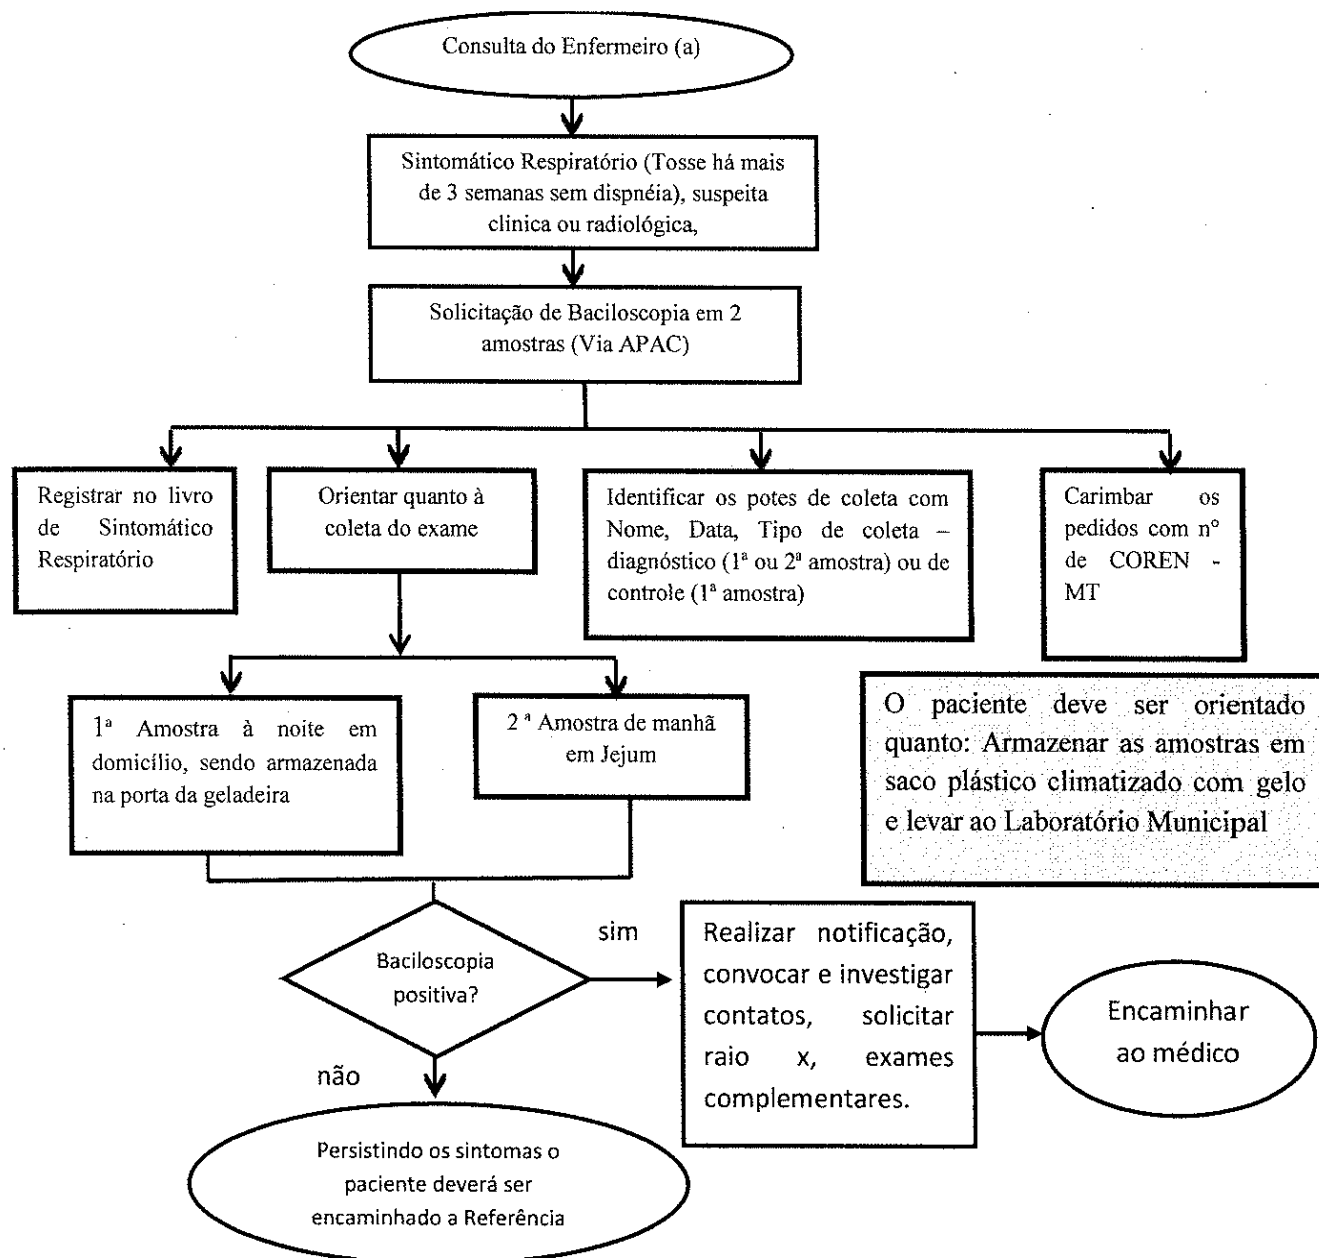 Consulta do Enfermeiro (a)
Sintomático Respiratório (Tosse há mais
de 3 semanas sem dispnéia), suspeita
clinica ou radiológica,
Solicitação de Baciloscopia em 2
amostras (Via APAC)
Registrar no livro
de Sintomático
Respiratório
Orientar quanto à
coleta do exame
Identificar os potes de coleta com
Nome, Data, Tipo de coleta –
diagnóstico (1ª ou 2ª amostra) ou de
controle (1ª amostra)
Carimbar os
pedidos com n°
de COREN -
MT
1ª Amostra à noite em
domicílio, sendo armazenada
na porta da geladeira
2 ª Amostra de manhã
em Jejum
O paciente deve ser orientado
quanto: Armazenar as amostras em
saco plástico climatizado com gelo
e levar ao Laboratório Municipal
Baciloscopia
positiva?
sim
Realizar notificação,
convocar e investigar
contatos, solicitar
raio x, exames
complementares.
Encaminhar
ao médico
não
Persistindo os sintomas o
paciente deverá ser
encaminhado a Referência